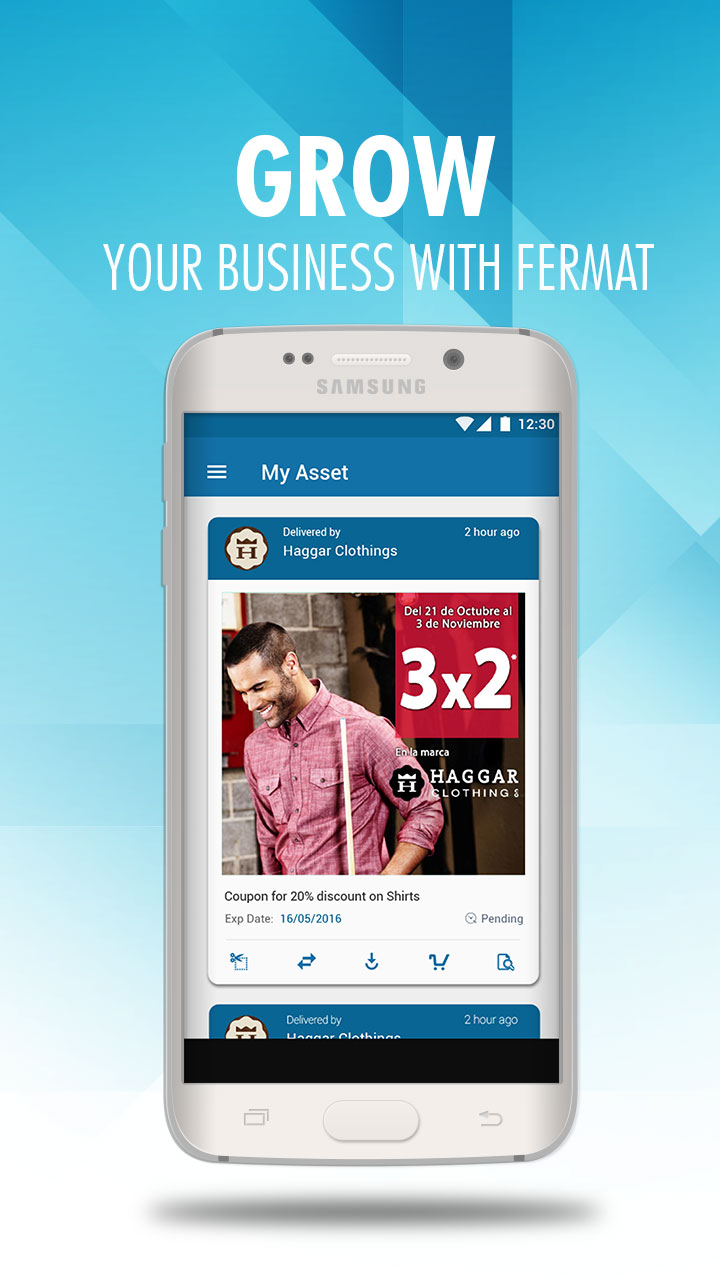 GROW
YOUR BUSINESS WITH FERMAT
SAMSUNG
12:30
My Asset
Delivered by
2 hour ago
Haggar Clothings
Del 21 de Octubre al
3 de Noviembre
3x2*
En la marca
H HAGGAR
CLOTHING
Coupon for 20% discount on Shirts
Exp Date: 16/05/2016
Pending
Delivered by
2 hour ago
Haggar Clothings